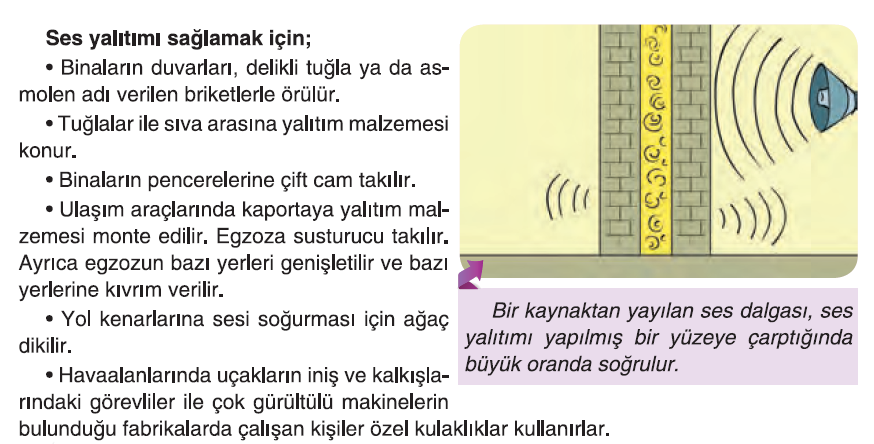 Ses yalıtımı sağlamak için;
• Binaların duvarları, delikli tuğla ya da as-
molen adı verilen briketlerle örülür.
• Tuğlalar ile sıva arasına yalıtım malzemesi
konur.
• Binaların pencerelerine çift cam takılır.
• Ulaşım araçlarında kaportaya yalıtım mal-
zemesi monte edilir. Egzoza susturucu takılır.
Ayrıca egzozun bazı yerleri genişletilir ve bazı
yerlerine kıvrım verilir.
• Yol kenarlarına sesi soğurması için ağaç
dikilir.
• Havaalanlarında uçakların iniş ve kalkışla-
rındaki görevliler ile çok gürültülü makinelerin
bulunduğu fabrikalarda çalışan kişiler özel kulaklıklar kullanırlar.
Bir kaynaktan yayılan ses dalgası, ses
yalıtımı yapılmış bir yüzeye çarptığında
büyük oranda soğrulur.